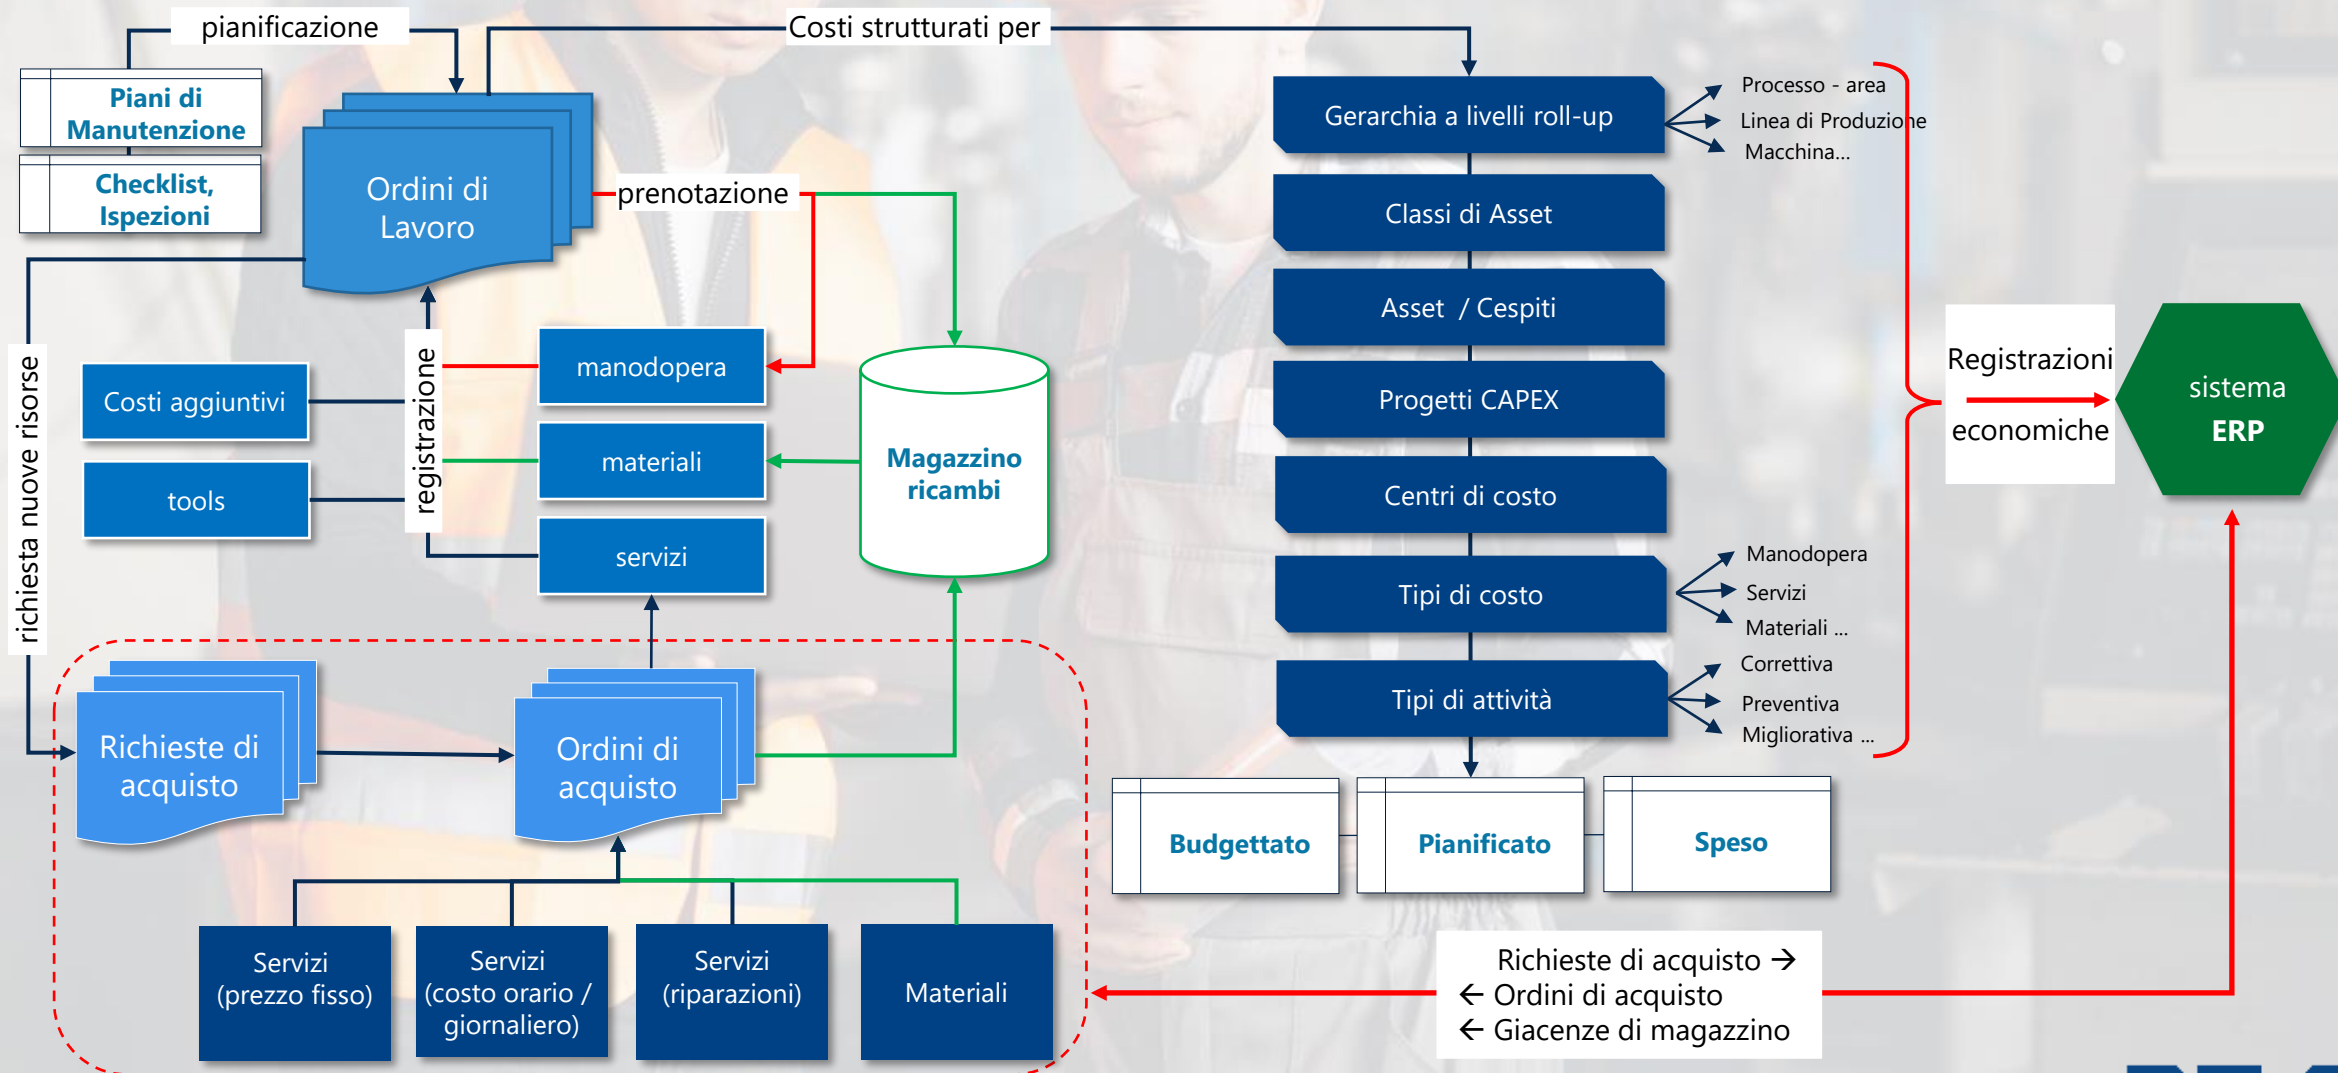 pianificazione
Costi strutturati per
Piani di
Manutenzione
Checklist,
Ispezioni
Ordini di
Lavoro
prenotazione
richiesta nuove risorse
Costi aggiuntivi
tools
registrazione
manodopera
materiali
servizi
Magazzino
ricambi
Richieste di
acquisto
Ordini di
acquisto
Servizi
(prezzo fisso)
Servizi
(costo orario /
giornaliero)
Servizi
(riparazioni)
Materiali
Gerarchia a livelli roll-up
Processo - area
Linea di Produzione
Macchina...
Classi di Asset
Asset / Cespiti
Progetti CAPEX
Centri di costo
Tipi di costo
Manodopera
Servizi
Materiali ...
Tipi di attività
Correttiva
Preventiva
Migliorativa ...
Budgettato
Pianificato
Speso
Registrazioni
economiche
sistema
ERP
Richieste di acquisto →
← Ordini di acquisto
← Giacenze di magazzino